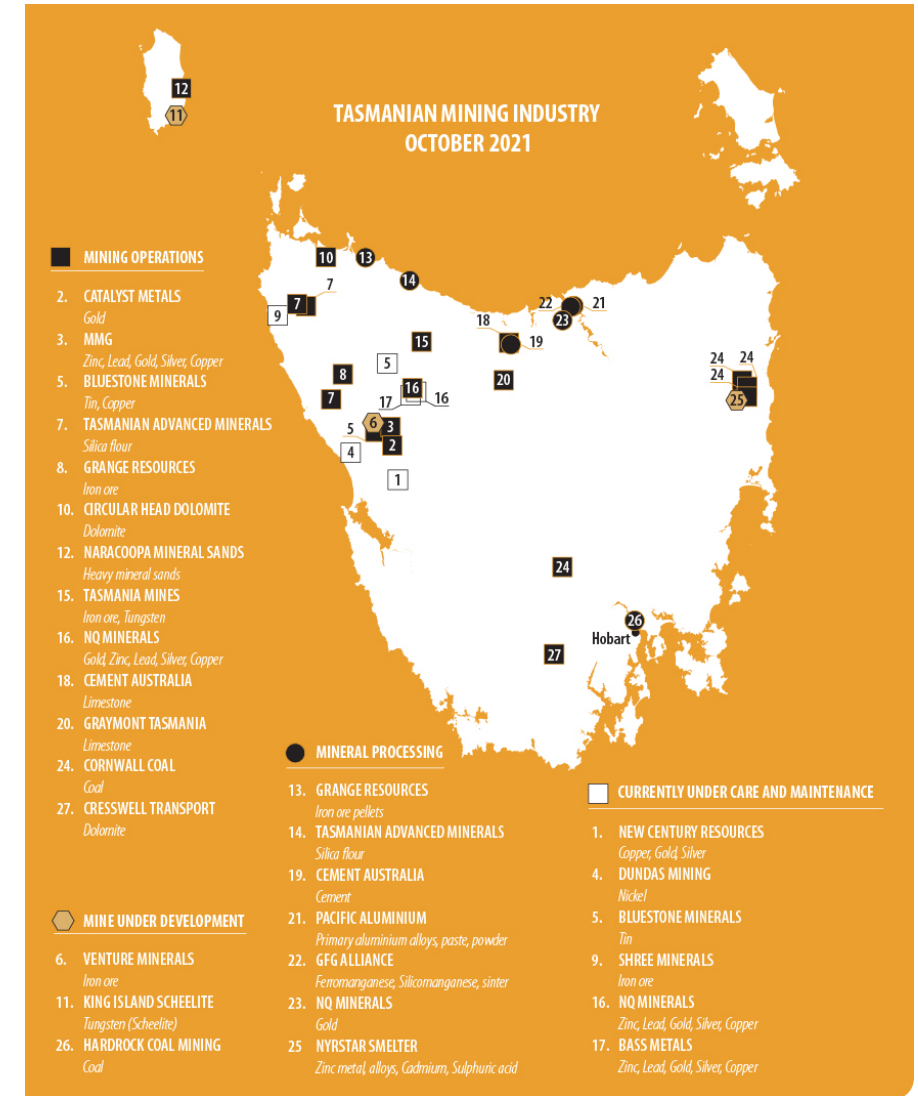 TASMANIAN MINING INDUSTRY
OCTOBER 2021
12
11
10
13
14
7
7
9
22
21
23
18
19
15
5
8
16
20
24
24
24
25
7
17
16
6
3
5
2
4
1
24
26
Hobart
27
MINING OPERATIONS
2. CATALYST METALS
Gold
3. MMG
Zinc, Lead, Gold, Silver, Copper
5. BLUESTONE MINERALS
Tin, Copper
7. TASMANIAN ADVANCED MINERALS
Silica flour
8. GRANGE RESOURCES
Iron ore
10. CIRCULAR HEAD DOLOMITE
Dolomite
12. NARACOOPA MINERAL SANDS
Heavy mineral sands
15. TASMANIA MINES
Iron ore, Tungsten
16. NQ MINERALS
Gold, Zinc, Lead, Silver, Copper
18. CEMENT AUSTRALIA
Limestone
20. GRAYMONT TASMANIA
Limestone
24. CORNWALL COAL
Coal
27. CRESSWELL TRANSPORT
Dolomite
MINE UNDER DEVELOPMENT
6. VENTURE MINERALS
Iron ore
11. KING ISLAND SCHEELITE
Tungsten (Scheelite)
26. HARDROCK COAL MINING
Coal
MINERAL PROCESSING
13. GRANGE RESOURCES
Iron ore pellets
14. TASMANIAN ADVANCED MINERALS
Silica flour
19. CEMENT AUSTRALIA
Cement
21. PACIFIC ALUMINIUM
Primary aluminium alloys, paste, powder
22. GFG ALLIANCE
Ferromanganese, Silicomanganese, sinter
23. NQ MINERALS
Gold
25 NYRSTAR SMELTER
Zinc metal, alloys, Cadmium, Sulphuric acid
CURRENTLY UNDER CARE AND MAINTENANCE
1. NEW CENTURY RESOURCES
Copper, Gold, Silver
4. DUNDAS MINING
Nickel
5. BLUESTONE MINERALS
Tin
9. SHREE MINERALS
Iron ore
16. NQ MINERALS
Zinc, Lead, Gold, Silver, Copper
17. BASS METALS
Zinc, Lead, Gold, Silver, Copper